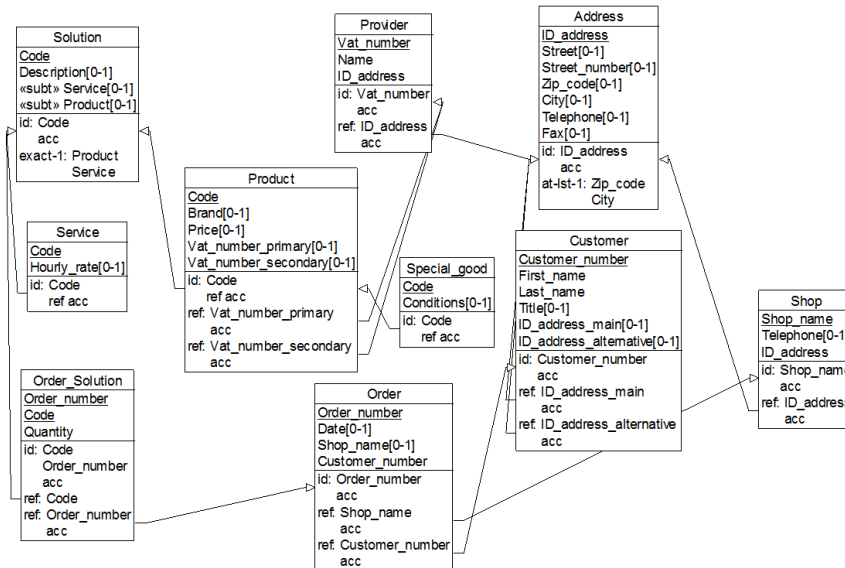 Solution
Code
Description[0-1]
«subt» Service[0-1]
«subt» Product[0-1]
id: Code
acc
exact-1: Product
Service
Provider
Vat_number
Name
ID_address
id: Vat_number
acc
ref: ID_address
acc
Address
ID_address
Street[0-1]
Street_number[0-1]
Zip_code[0-1]
City[0-1]
Telephone[0-1]
Fax[0-1]
id: ID_address
acc
at-lst-1: Zip_code
City
Service
Code
Hourly_rate[0-1]
id: Code
ref acc
Product
Code
Brand[0-1]
Price[0-1]
Vat_number_primary[0-1]
Vat_number_secondary[0-1]
id: Code
ref acc
ref: Vat_number_primary
acc
ref: Vat_number_secondary
acc
Special_good
Code
Conditions[0-1]
id: Code
ref acc
Customer
Customer_number
First_name
Last_name
Title[0-1]
ID_address_main[0-1]
ID_address_alternative[0-1]
id: Customer_number
acc
ref: ID_address_main
acc
ref: ID_address_alternative
acc
Shop
Shop_name
Telephone[0-1
ID_address
id: Shop_name
acc
ref: ID_address
acc
Order_Solution
Order_number
Code
Quantity
id: Code
Order_number
acc
ref: Code
ref: Order_number
acc
Order
Order_number
Date[0-1]
Shop_name[0-1]
Customer_number
id: Order_number
acc
ref: Shop_name
acc
ref: Customer_number
acc